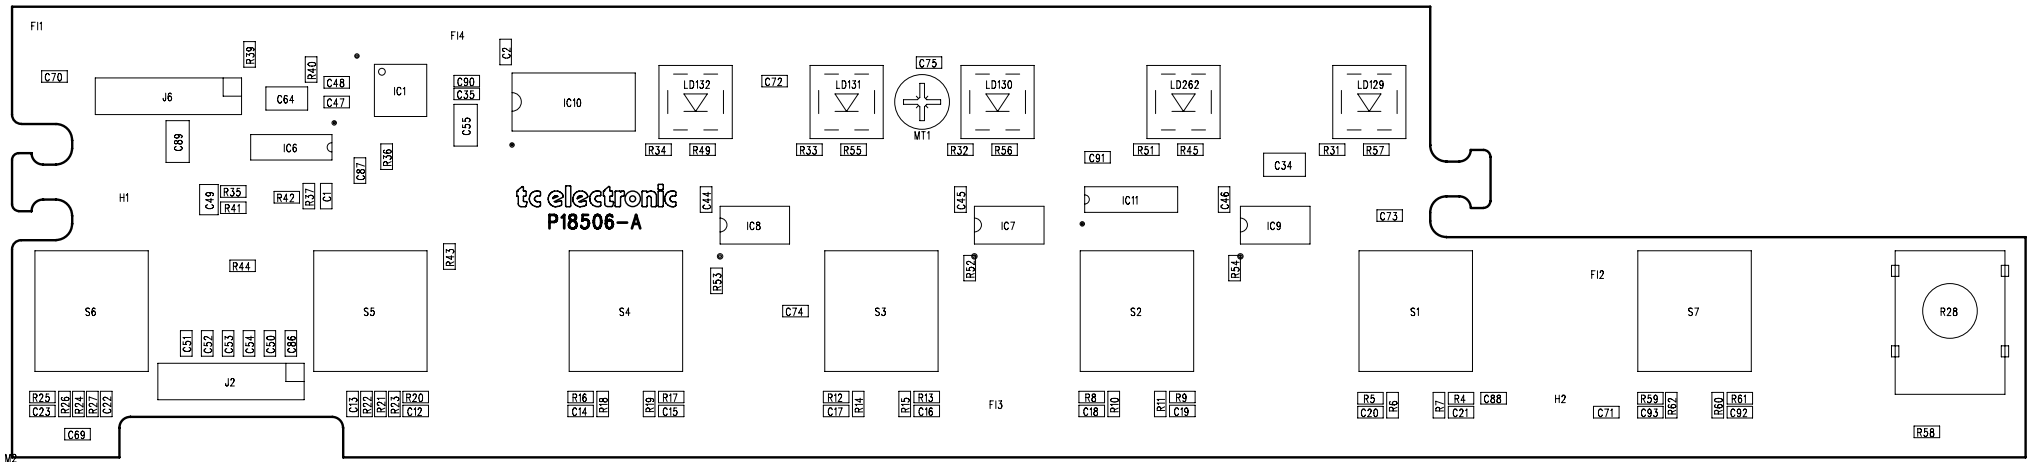 FI1
FI4
C2
R39
R40
C70
C48
C47
J6
C64
IC1
C90
C35
C55
IC10
LD132
C72
LD131
C75
LD130
LD262
LD129
MT1
C89
IC6
C87
R36
R34
R49
R33
R55
R32
R56
C91
R51
R45
C34
R31
R57
H1
C49
R35
R41
R42
R37
C1
tc electronic
P18506-A
C44
IC8
C45
IC7
IC11
C46
IC9
C73
R44
R43
R53
R52
R54
FI2
S6
S5
S4
C74
S3
S2
S1
S7
R28
C51
C52
C53
C54
C50
C86
J2
R25
C23
R26
R24
R27
C22
C13
R22
R21
R23
R20
C12
R16
C14
R18
R19
R17
C15
R12
C17
R14
R15
R13
C16
FI3
R8
C18
R10
R11
R9
C19
R5
C20
R6
R7
R4
C21
C88
H2
C71
R59
C93
R62
R60
R61
C92
C69
R58
M2